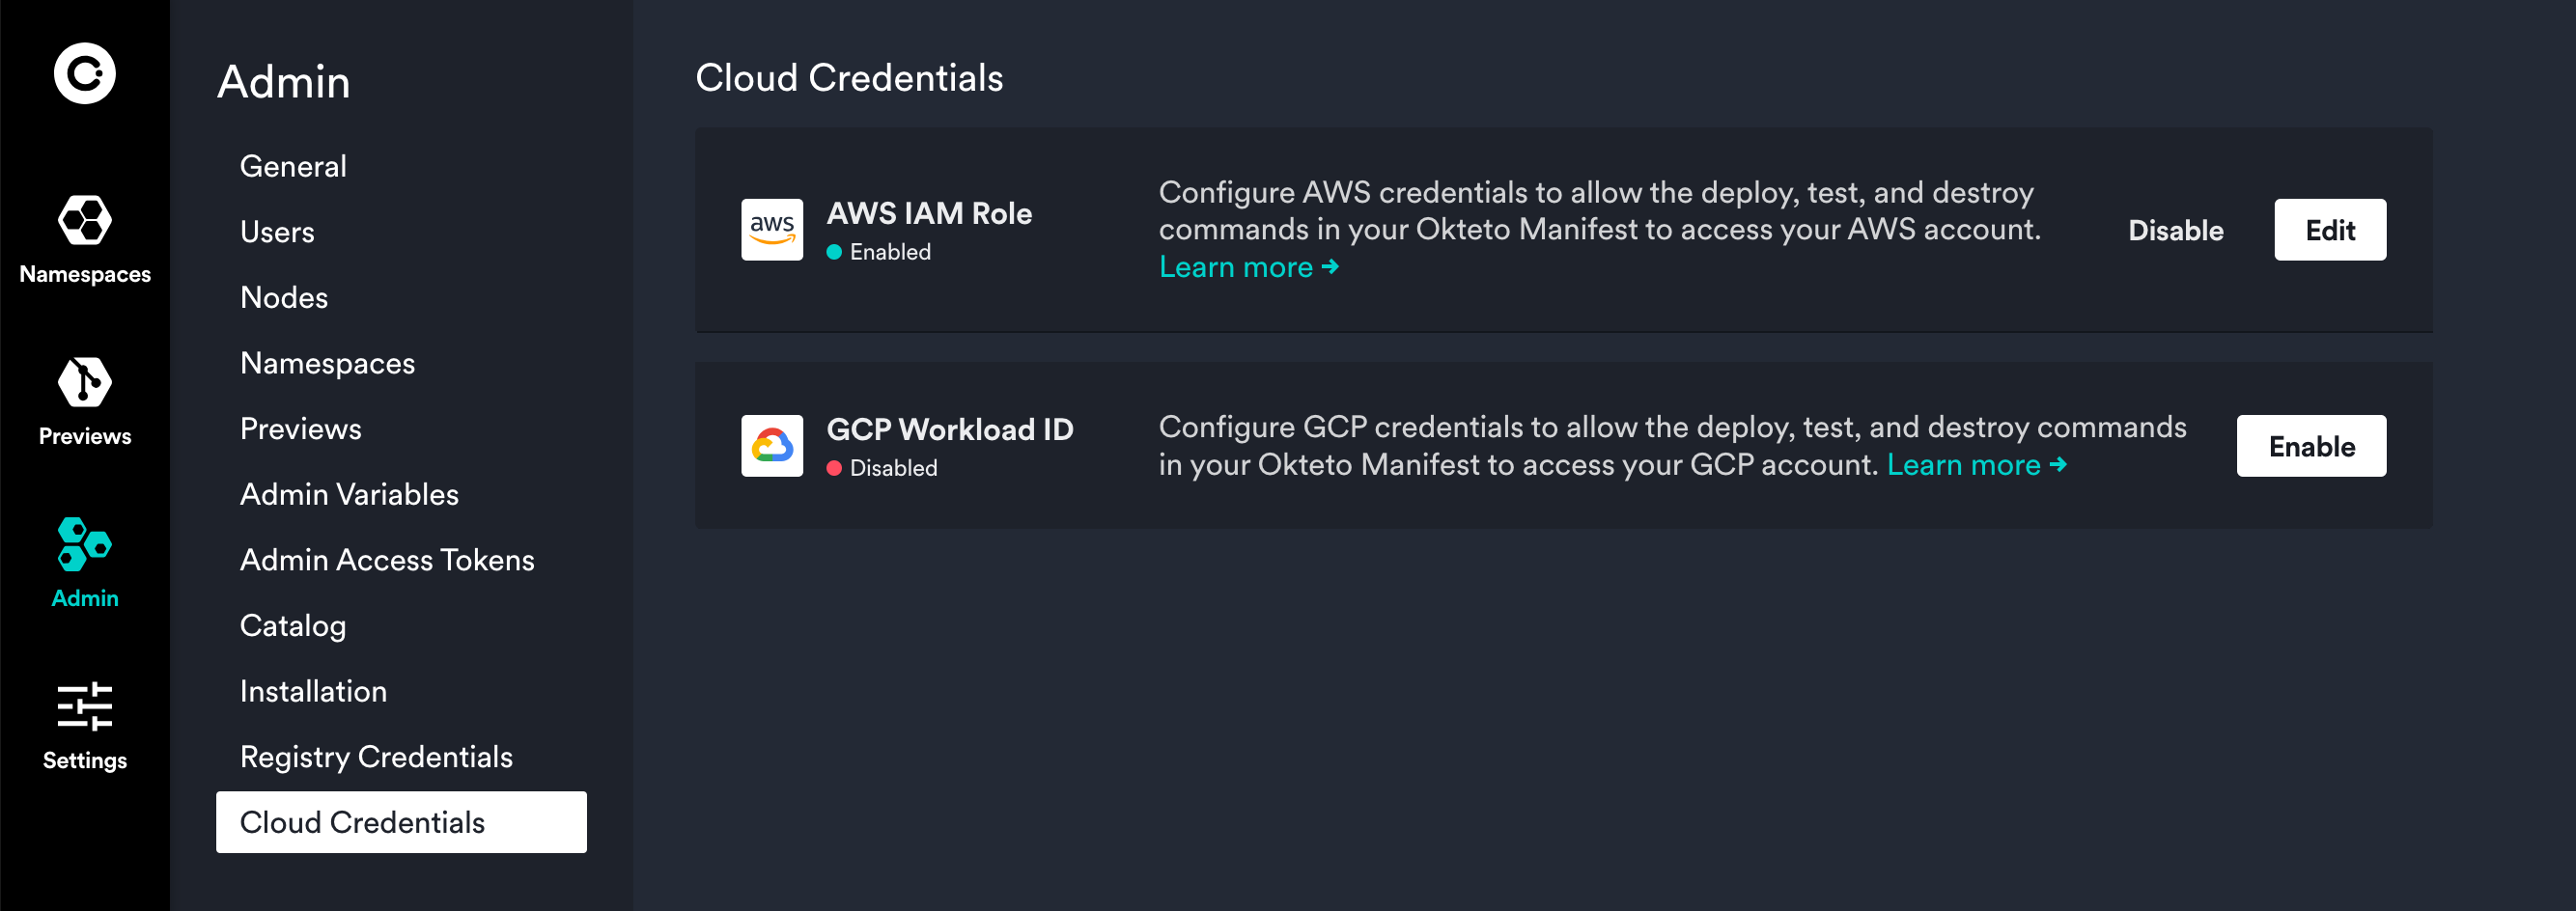 Namespaces
Previews
Admin
Settings
Admin
General
Users
Nodes
Namespaces
Previews
Admin Variables
Admin Access Tokens
Catalog
Installation
Registry Credentials
Cloud Credentials
Cloud Credentials
aws
AWS IAM Role
Enabled
Configure AWS credentials to allow the deploy, test, and destroy
commands in your Okteto Manifest to access your AWS account.
Learn more →
Disable
Edit
GCP Workload ID
Disabled
Configure GCP credentials to allow the deploy, test, and destroy commands
in your Okteto Manifest to access your GCP account. Learn more →
Enable